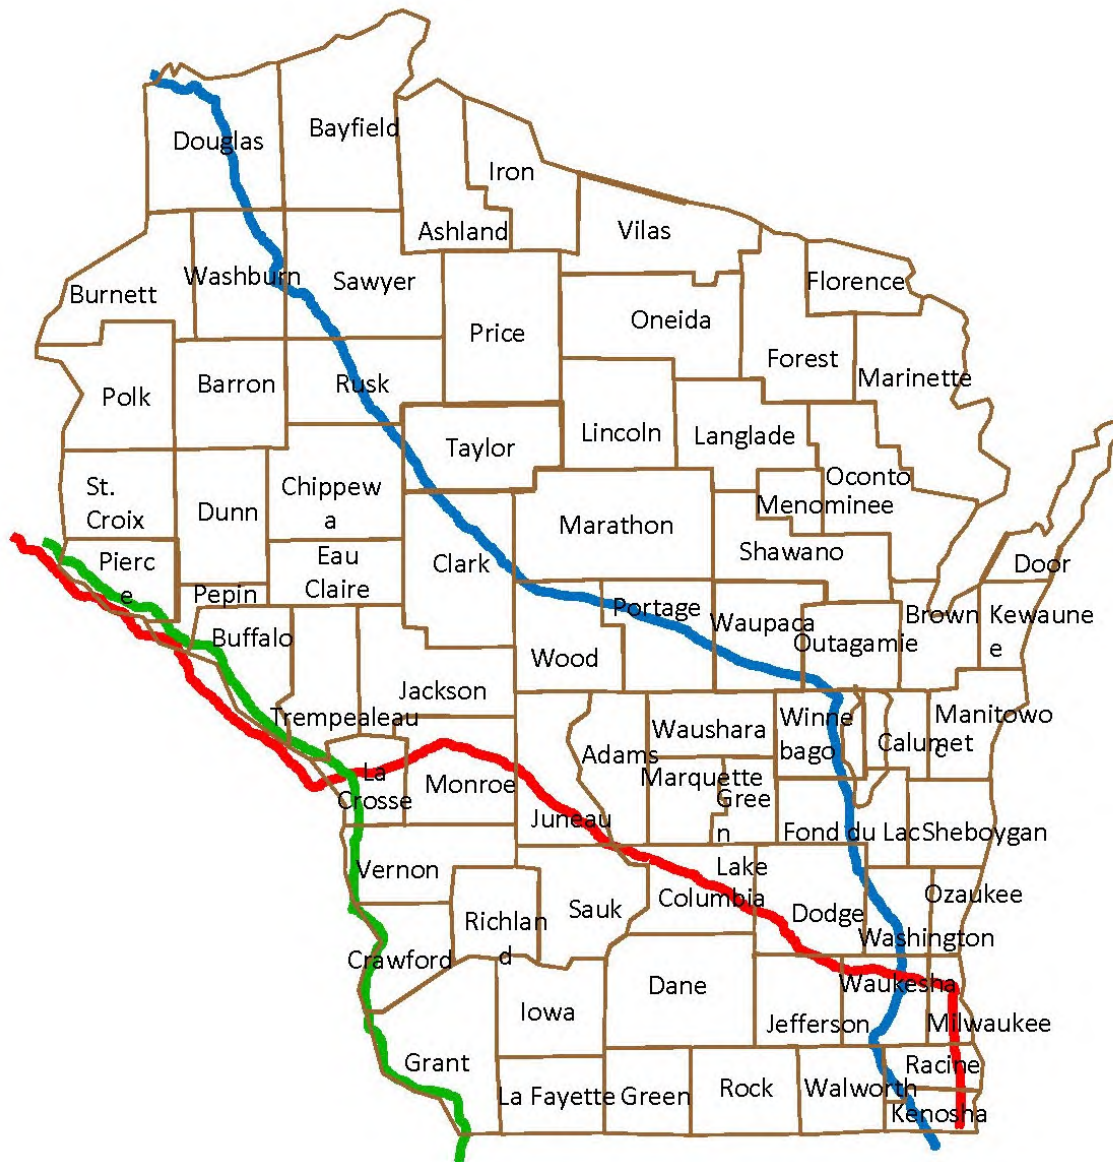 Bayfield
Douglas
Iron
Ashland
Vilas
Washburn
Sawyer
Burnett
Florence
Price
Oneida
Forest
Marinette
Polk
Barron
Rusk
Lincoln
Langlade
Taylor
Oconto
St.
Croix
Dunn
Chippew
a
Menominee
Marathon
Shawano
Pierc
e
Eau
Claire
Clark
Door
Pepin
Portage
Waupaca
Outagamie
Brown
Kewaune
e
Buffalo
Wood
Jackson
Trempealeau
Adams
Waushara
Winne
bago
Calumet
Manitowo
c
La
Crosse
Monroe
Juneau
Marquette
Gree
n
Lake
Fond du Lac
Sheboygan
Vernon
Richlan
d
Sauk
Columbia
Dodge
Ozaukee
Washington
Crawford
Iowa
Dane
Waukesha
Jefferson
Milwaukee
Grant
Racine
La Fayette
Green
Rock
Walworth
Kenosha